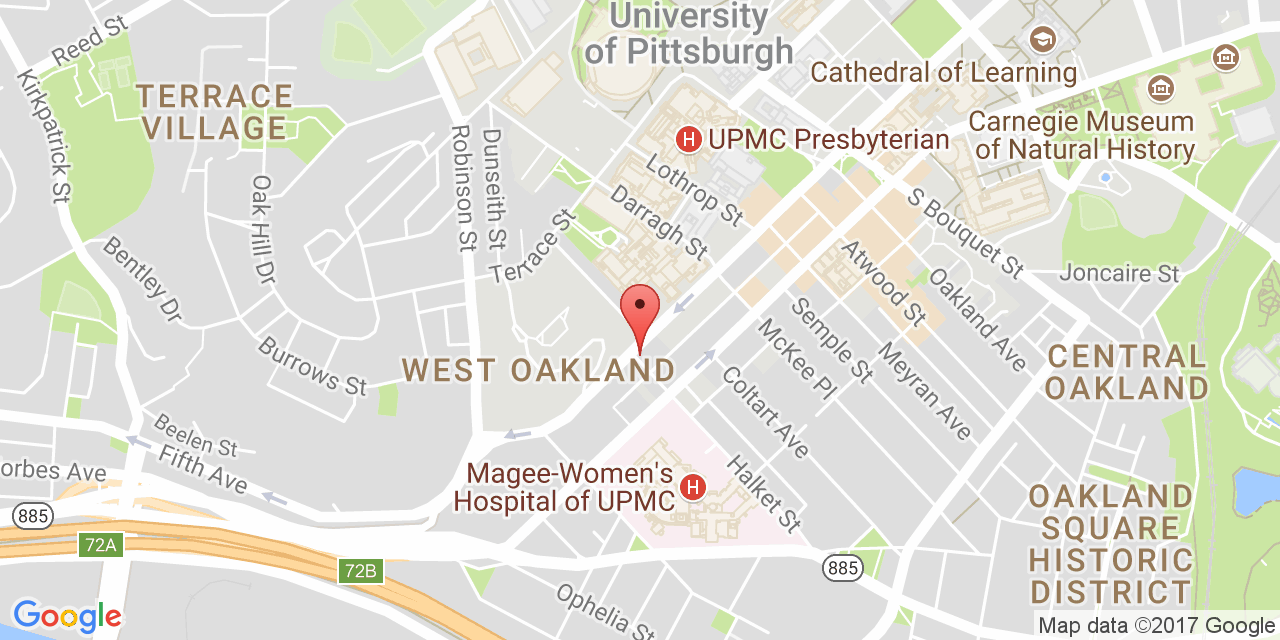 University
of Pittsburgh
Reed St
Kirkpatrick St
TERRACE
VILLAGE
Cathedral of Learning
Carnegie Museum
of Natural History
UPMC Presbyterian
H
Robinson St
Dunseith St
Oak Hill Dr
Lothrop St
Darragh St
Terrace St
S Bouquet St
Bentley Dr
Atwood St
Joncaire St
Oakland Ave
Semple St
McKee Pl
Meyran Ave
Burrows St
WEST OAKLAND
CENTRAL
OAKLAND
Coltart Ave
Beelen St
Fifth Ave
orbes Ave
Magee-Women's
Hospital of UPMC
H
Halket St
885
72A
72B
885
OAKLAND
SQUARE
HISTORIC
DISTRICT
Ophelia St
Google
Map data ©2017 Google